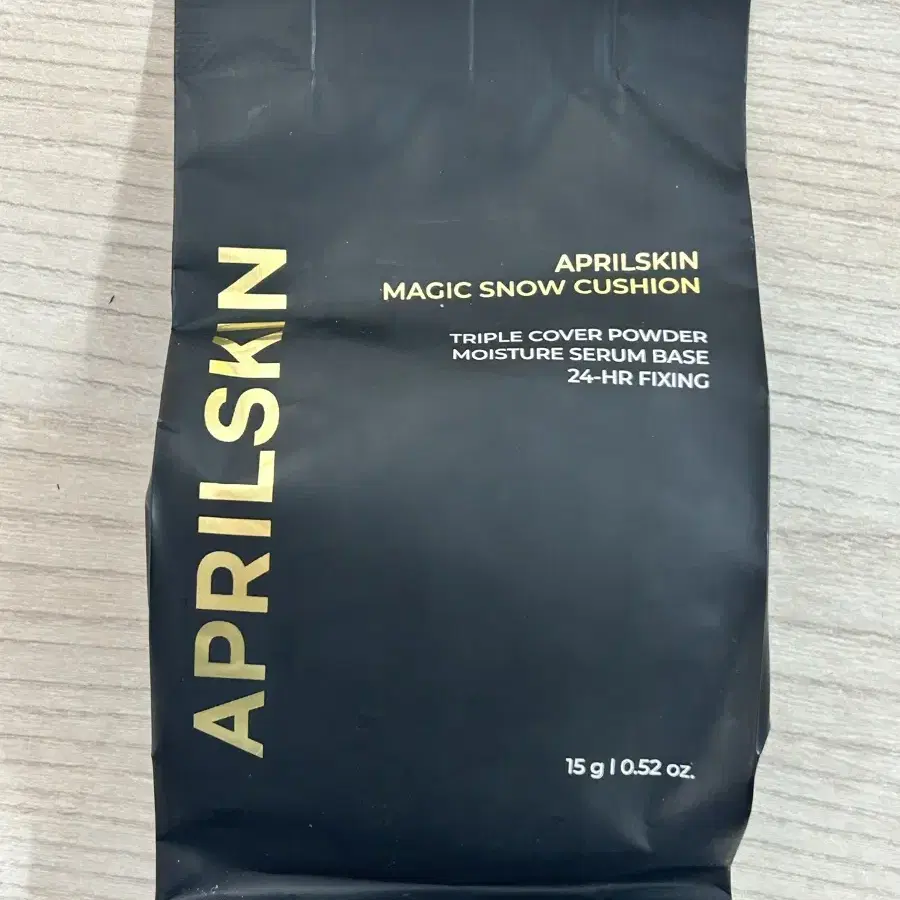 APRILSKIN
APRILSKIN
MAGIC SNOW CUSHION
TRIPLE COVER POWDER
MOISTURE SERUM BASE
24-HR FIXING
15 g l 0.52 oz.